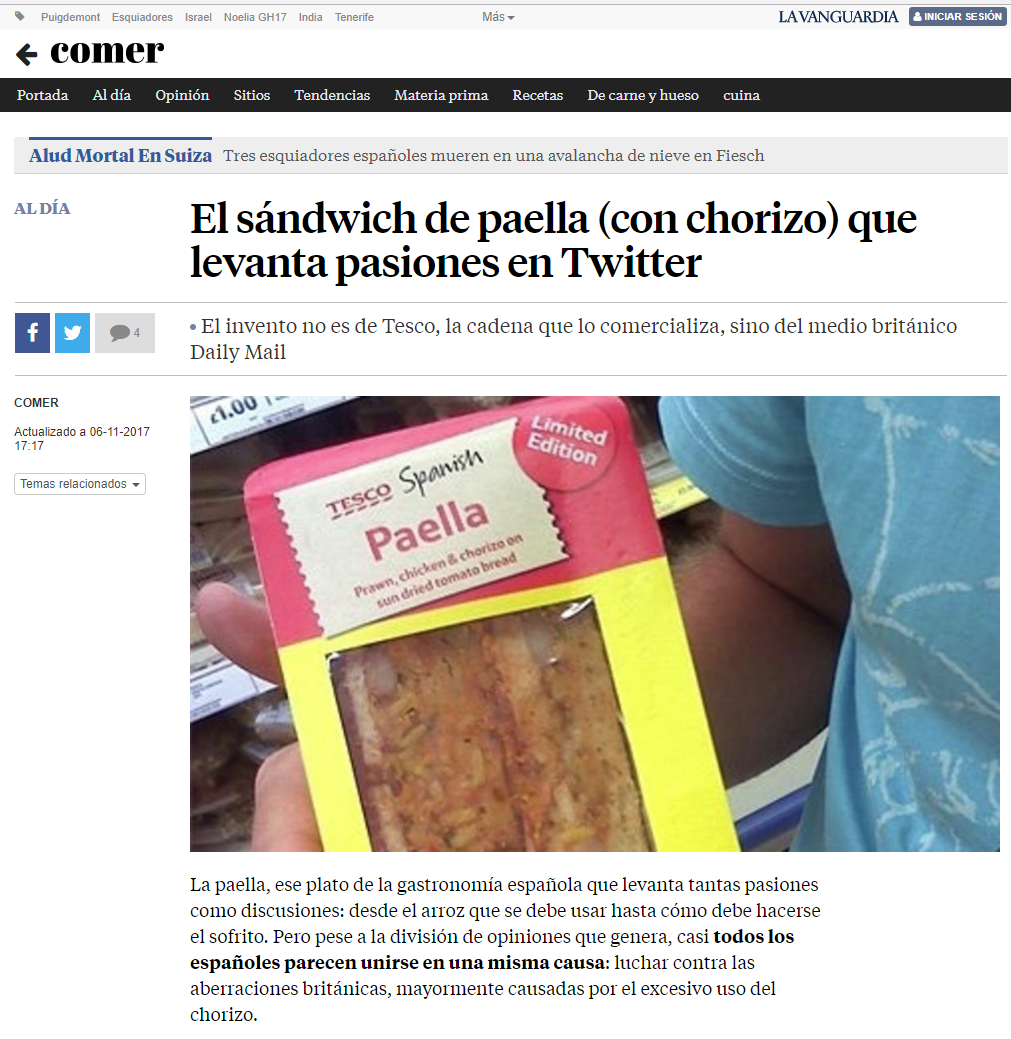 Puigdemont Esquiadores Israel Noelia GH17 India Tenerife Más LAVANGUARDIA INICIAR SESIÓN
comer
Portada Al día Opinión Sitios Tendencias Materia prima Recetas De carne y hueso cuina
Alud Mortal En Suiza Tres esquiadores españoles mueren en una avalancha de nieve en Fiesch
AL DÍA
El sándwich de paella (con chorizo) que
levanta pasiones en Twitter
f 4
• El invento no es de Tesco, la cadena que lo comercializa, sino del medio británico
Daily Mail
COMER
Actualizado a 06-11-2017
17:17
Temas relacionados
£1.00
Limited
Edition
TESCO Spanish
Paella
Prawn, chicken & chorizo on
sun dried tomato bread
La paella, ese plato de la gastronomía española que levanta tantas pasiones
como discusiones: desde el arroz que se debe usar hasta cómo debe hacerse
el sofrito. Pero pese a la división de opiniones que genera, casi todos los
españoles parecen unirse en una misma causa: luchar contra las
aberraciones británicas, mayormente causadas por el excesivo uso del
chorizo.